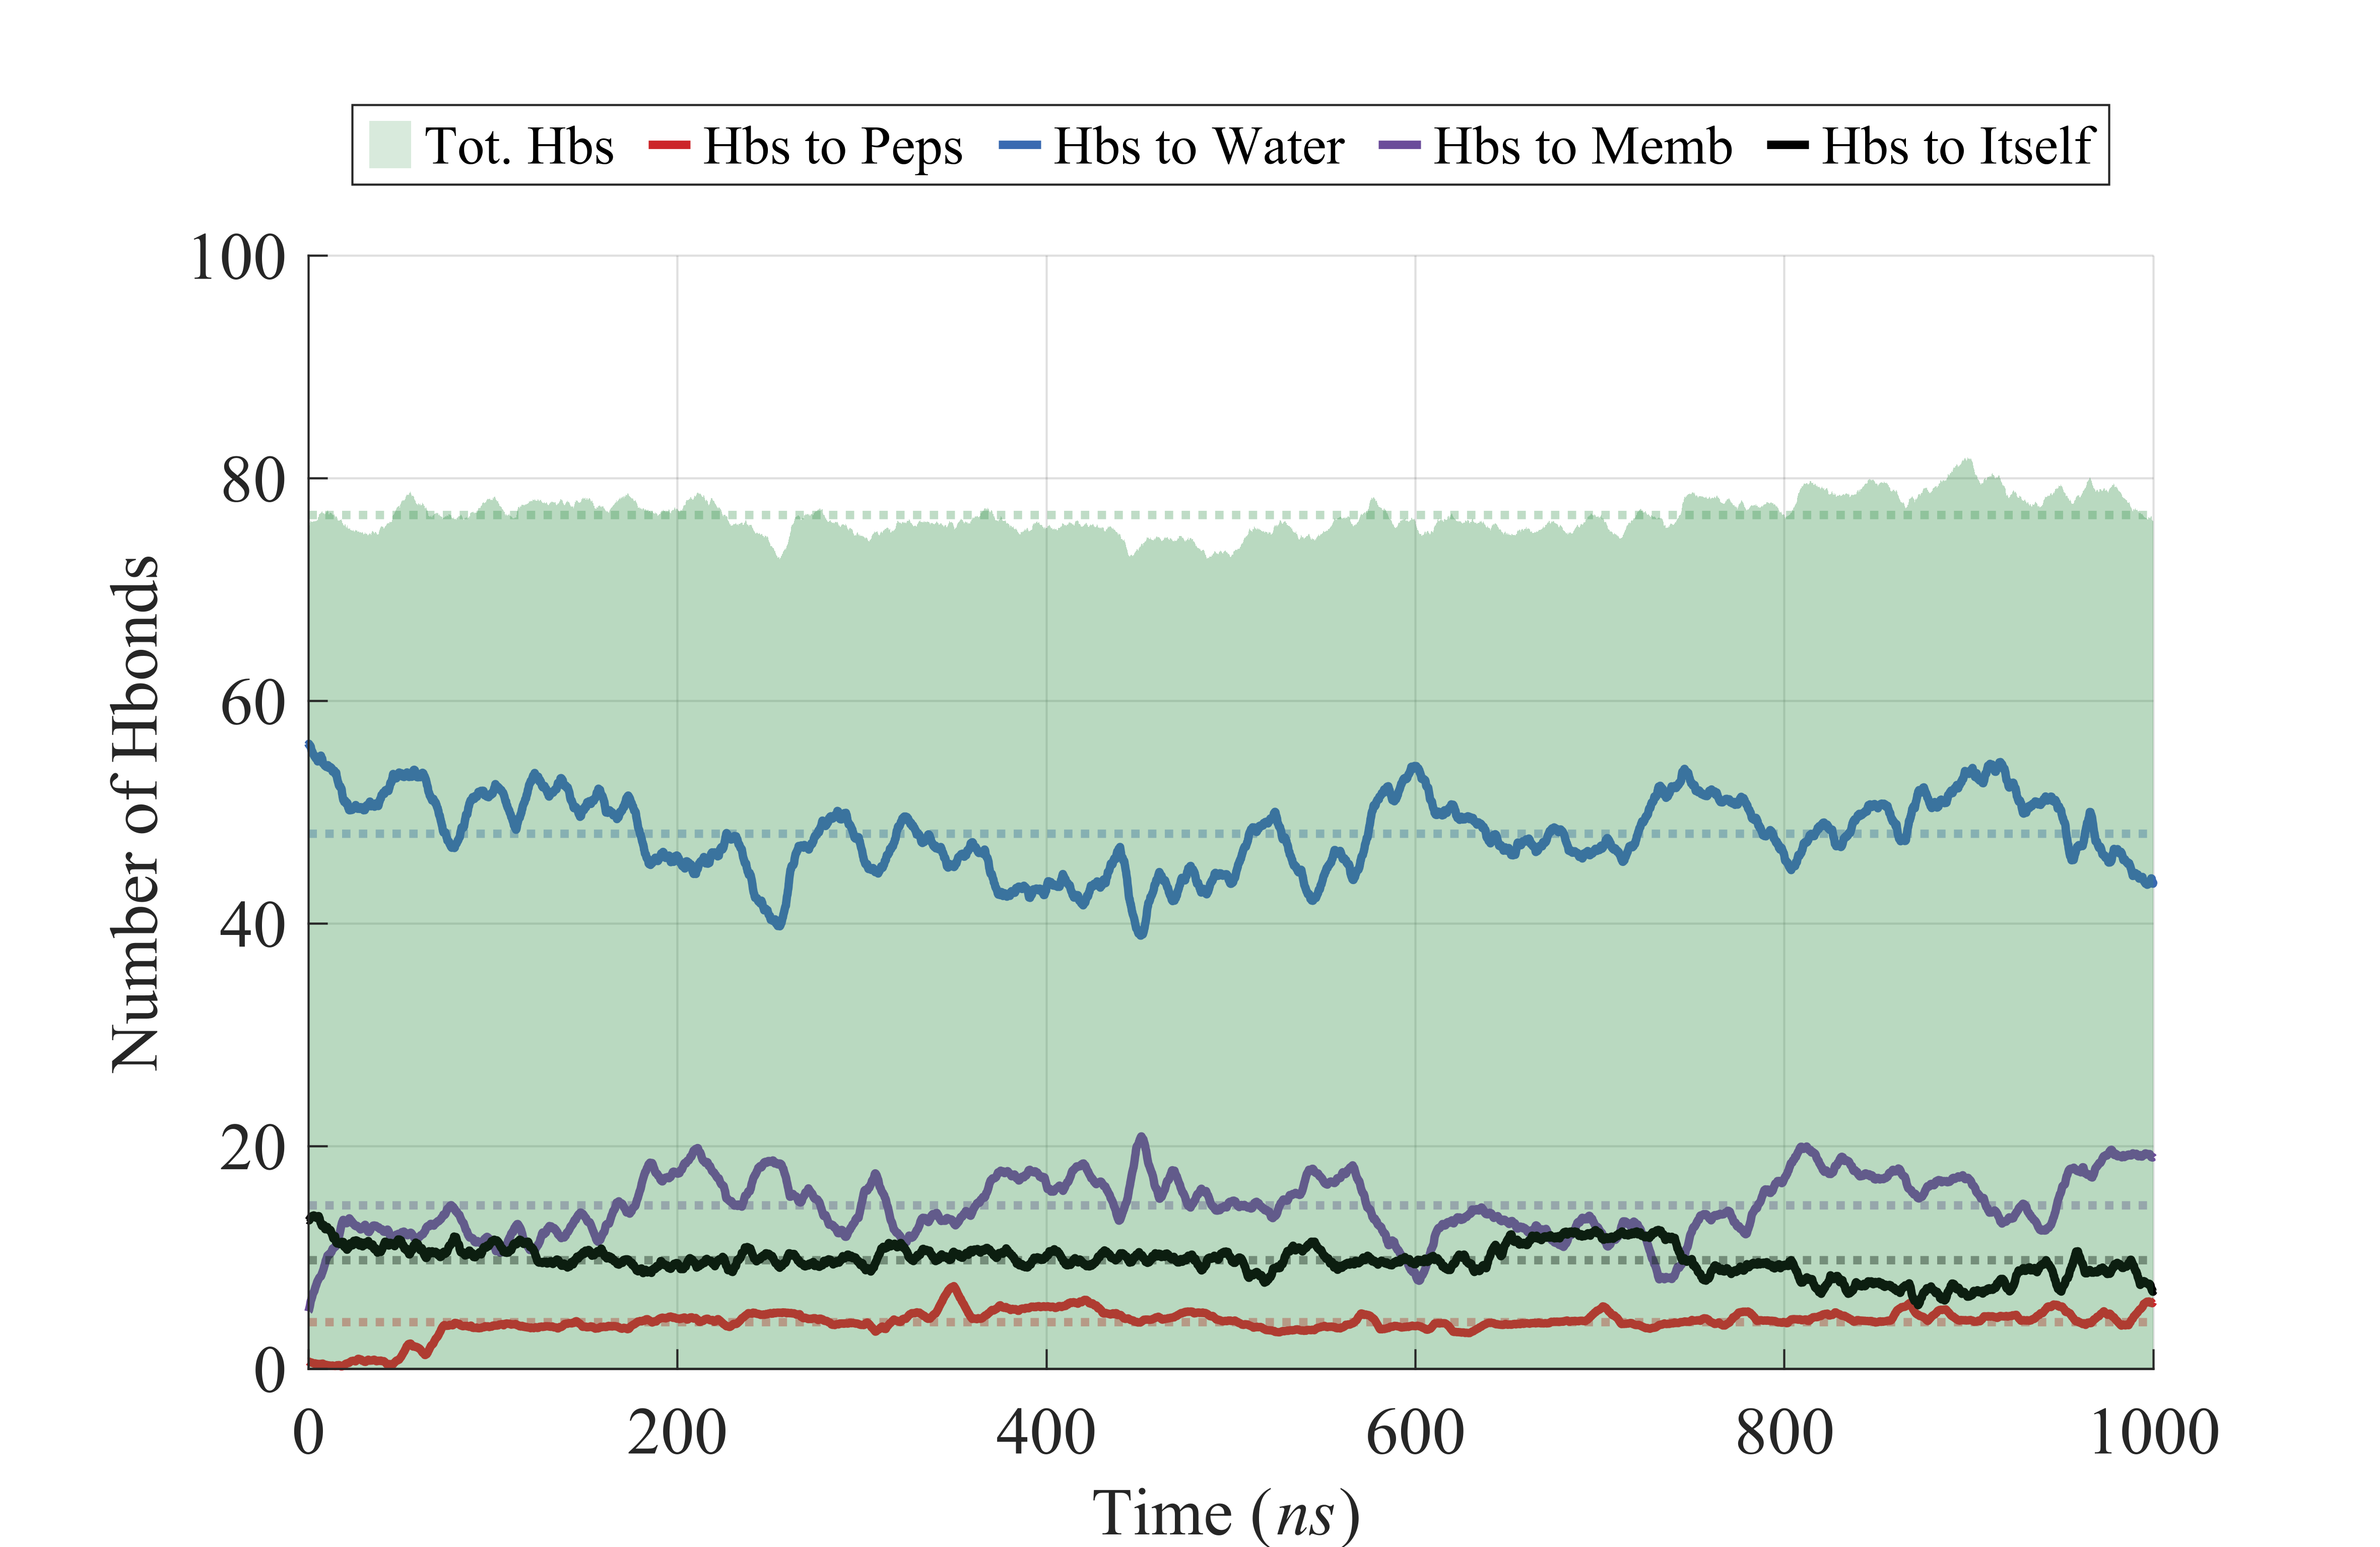 Tot. Hbs Hbs to Peps Hbs to Water Hbs to Memb Hbs to Itself
100
80
60
40
20
0
Number of Hbonds
0 200 400 600 800 1000
Time (ns)